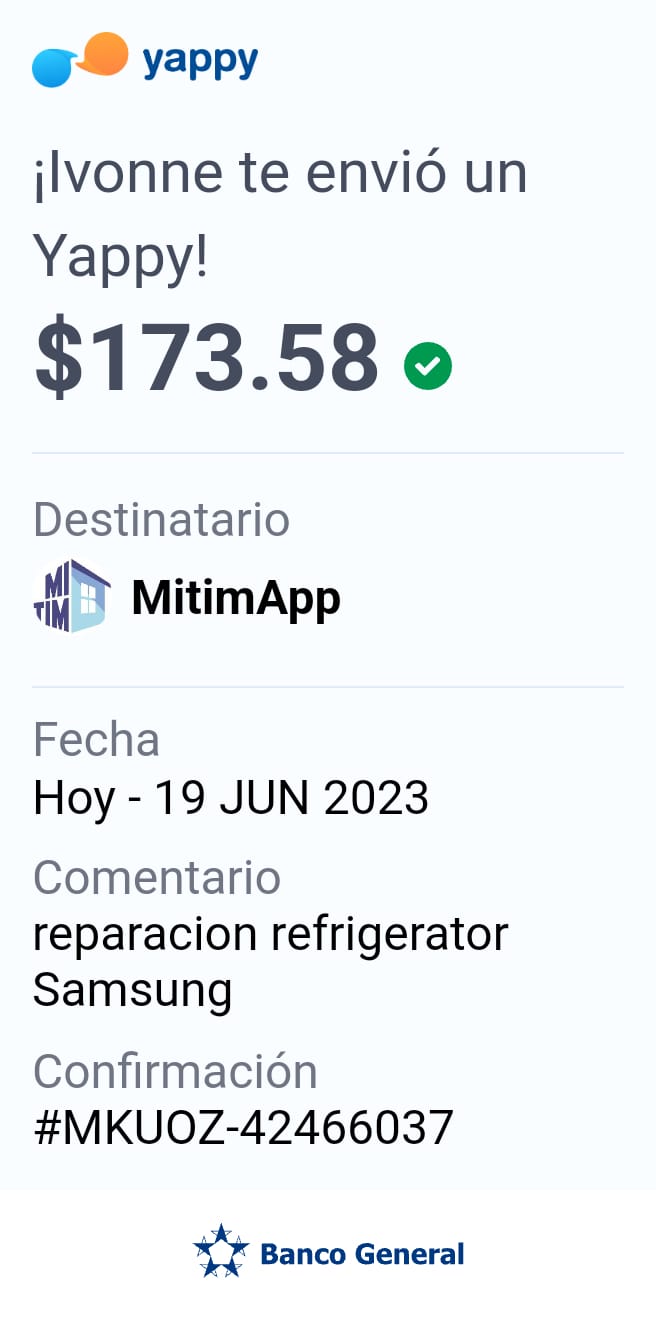 yappy
¡Ivonne te envió un
Yappy!
$173.58
Destinatario
MI
TIM
MitimApp
Fecha
Hoy - 19 JUN 2023
Comentario
reparacion refrigerator
Samsung
Confirmación
#MKUOZ-42466037
Banco General